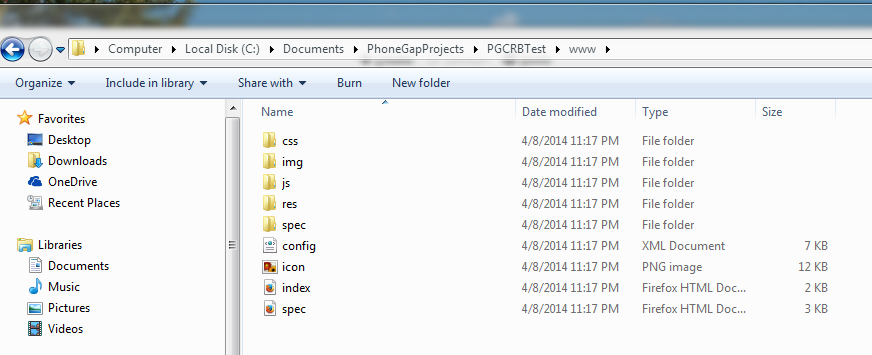 Computer Local Disk (C:) Documents PhoneGapProjects PGCRBTest www
Organize Include in library Share with Burn New folder
Favorites
Desktop
Downloads
OneDrive
Recent Places
Libraries
Documents
Music
Pictures
Videos
Name Date modified Type Size
css 4/8/2014 11:17 PM File folder
img 4/8/2014 11:17 PM File folder
js 4/8/2014 11:17 PM File folder
res 4/8/2014 11:17 PM File folder
spec 4/8/2014 11:17 PM File folder
config 4/8/2014 11:17 PM XML Document 7 KB
icon 4/8/2014 11:17 PM PNG image 12 KB
index 4/8/2014 11:17 PM Firefox HTML Doc... 2 KB
spec 4/8/2014 11:17 PM Firefox HTML Doc... 3 KB